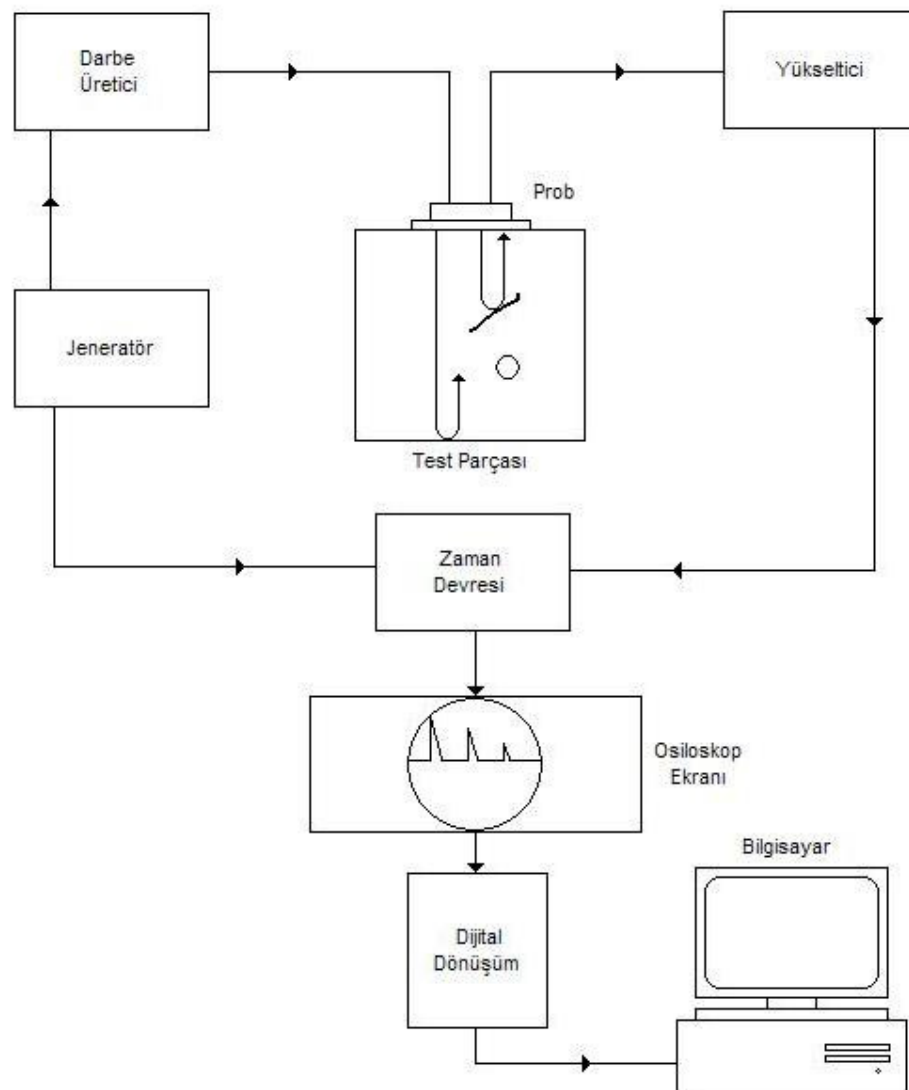 Darbe
Üretici
Yükseltici
Prob
Jeneratör
Test Parçası
Zaman
Devresi
Osiloskop
Ekranı
Bilgisayar
Dijital
Dönüşüm